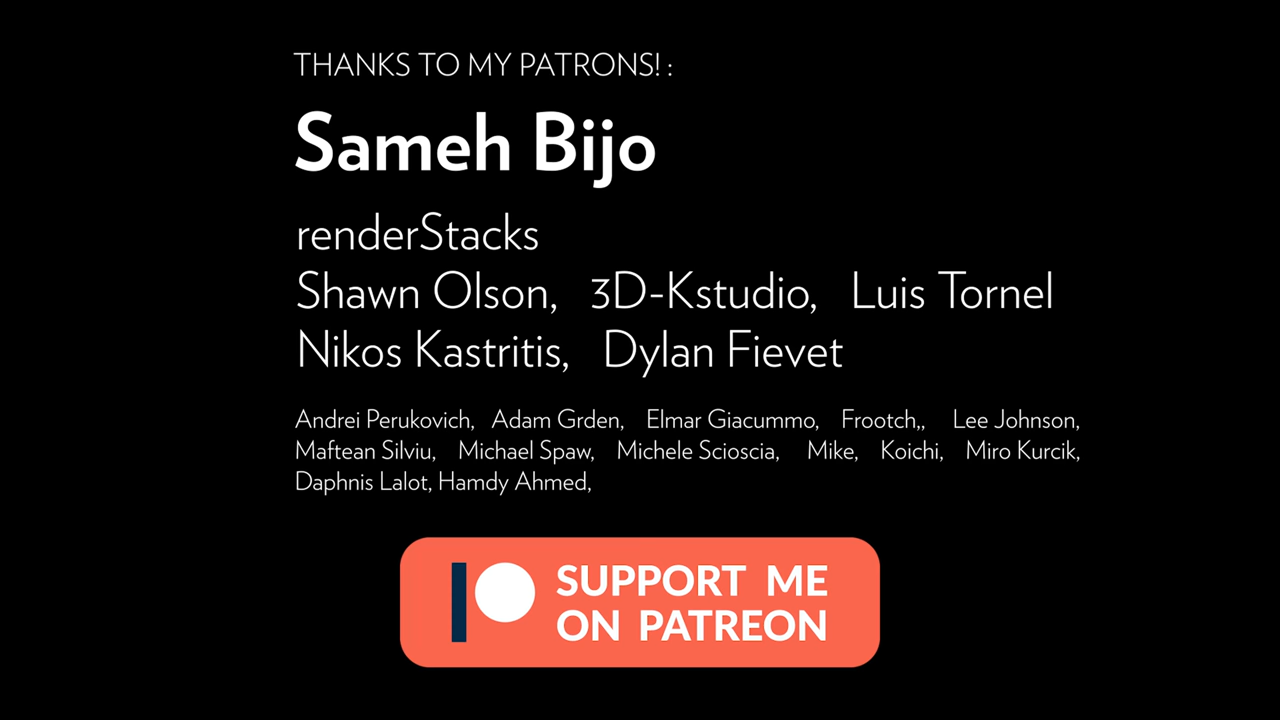 THANKS TO MY PATRONS! :
Sameh Bijo
renderStacks
Shawn Olson, 3D-Kstudio, Luis Tornel
Nikos Kastritis, Dylan Fievet
Andrei Perukovich, Adam Grden, Elmar Giacummo, Frootch,, Lee Johnson,
Maftean Silviu, Michael Spaw, Michele Scioscia, Mike, Koichi, Miro Kurcik,
Daphnis Lalot, Hamdy Ahmed,
SUPPORT ME
ON PATREON